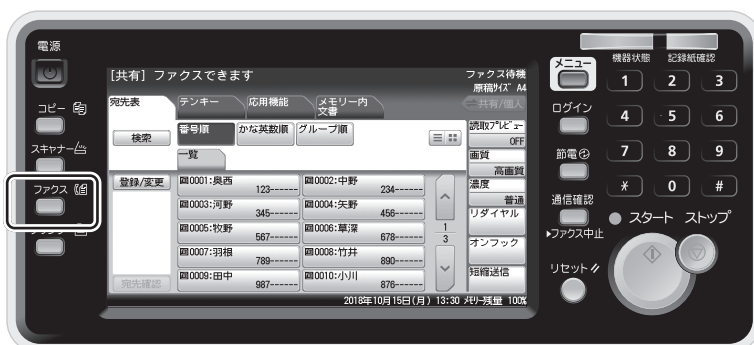 電源
コピー
スキャナー
ファクス
[共有] ファクスできます
ファクス待機
原稿ｻｲｽﾞ A4
宛先表
テンキー
応用機能
メモリー内
文書
共有/個人
検索
番号順
かな英数順
グループ順
一覧
登録/変更
0001:奥西
123------
0002:中野
234------
0003:河野
345------
0004:矢野
456------
0005:牧野
567------
0006:草深
678------
0007:羽根
789------
0008:竹井
890------
0009:田中
987------
0010:小川
876------
宛先確認
1
3
読取ﾌﾟﾚﾋﾞｭｰ
OFF
画質
高画質
濃度
普通
リダイヤル
オンフック
短縮送信
2018年10月15日(月) 13:30 ﾒﾓﾘｰ残量 100%
メニュー
ログイン
節電
通信確認
▶ファクス中止
リセット
機器状態
記録紙確認
1 2 3
4 5 6
7 8 9
* 0 #
スタート ストップ